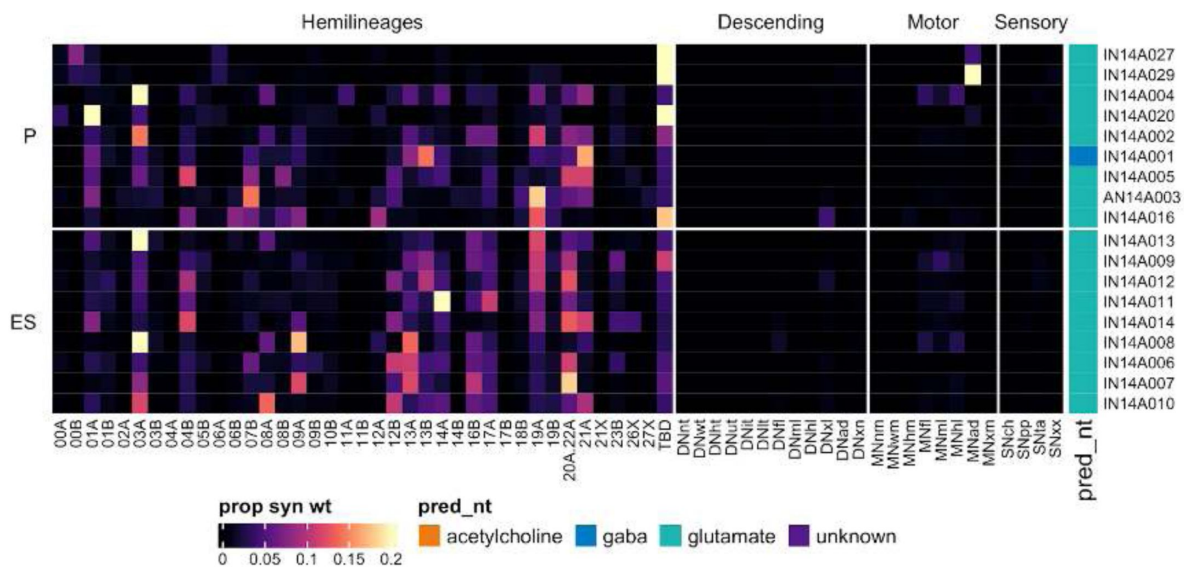 Hemilineages Descending Motor Sensory
P
ES
IN14A027
IN14A029
IN14A004
IN14A020
IN14A002
IN14A001
IN14A005
AN14A003
IN14A016
IN14A013
IN14A009
IN14A012
IN14A011
IN14A014
IN14A008
IN14A006
IN14A007
IN14A010
00A 00B 01A 01B 02A 03A 03B 04A 04B 05B 06A 06B 07B 08A 08B 09A 09B 10B 11A 11B 12A 12B 13A 13B 14A 14B 16B 17A 17B 18B 19A 19B 20A.22A 21A 21X 23B 26X 27X TBD DNnt DNwt DNht DNut DNit DNlt DNfl DNml DNhl DNxl DNad DNxn MNnm MNwm MNhm MNfl MNml MNhl MNad MNxm SNch SNpp SNta SNxx pred_nt
prop syn wt pred_nt
acetylcholine gaba glutamate unknown
0 0.05 0.1 0.15 0.2